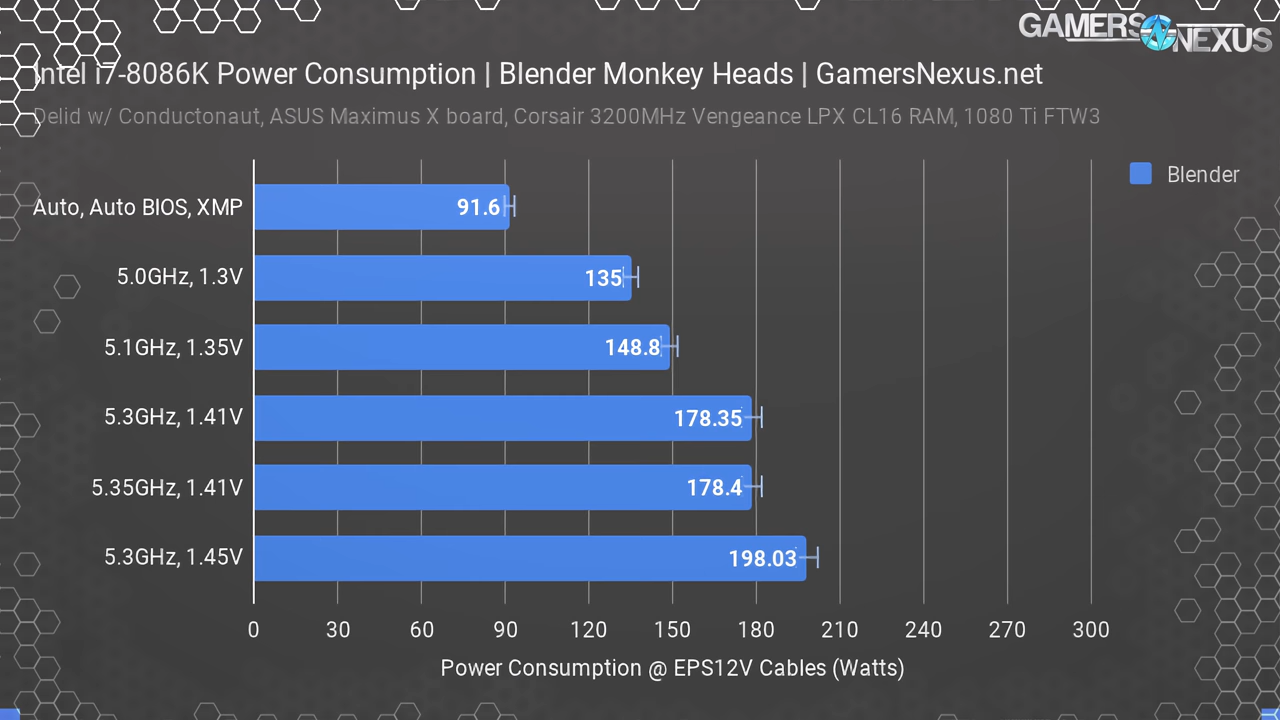 GAMERS NEXUS
Intel i7-8086K Power Consumption | Blender Monkey Heads | GamersNexus.net
Delid w/ Conductonaut, ASUS Maximus X board, Corsair 3200MHz Vengeance LPX CL16 RAM, 1080 Ti FTW3
Blender
Auto, Auto BIOS, XMP 91.6
5.0GHz, 1.3V 135
5.1GHz, 1.35V 148.8
5.3GHz, 1.41V 178.35
5.35GHz, 1.41V 178.4
5.3GHz, 1.45V 198.03
0 30 60 90 120 150 180 210 240 270 300
Power Consumption @ EPS12V Cables (Watts)